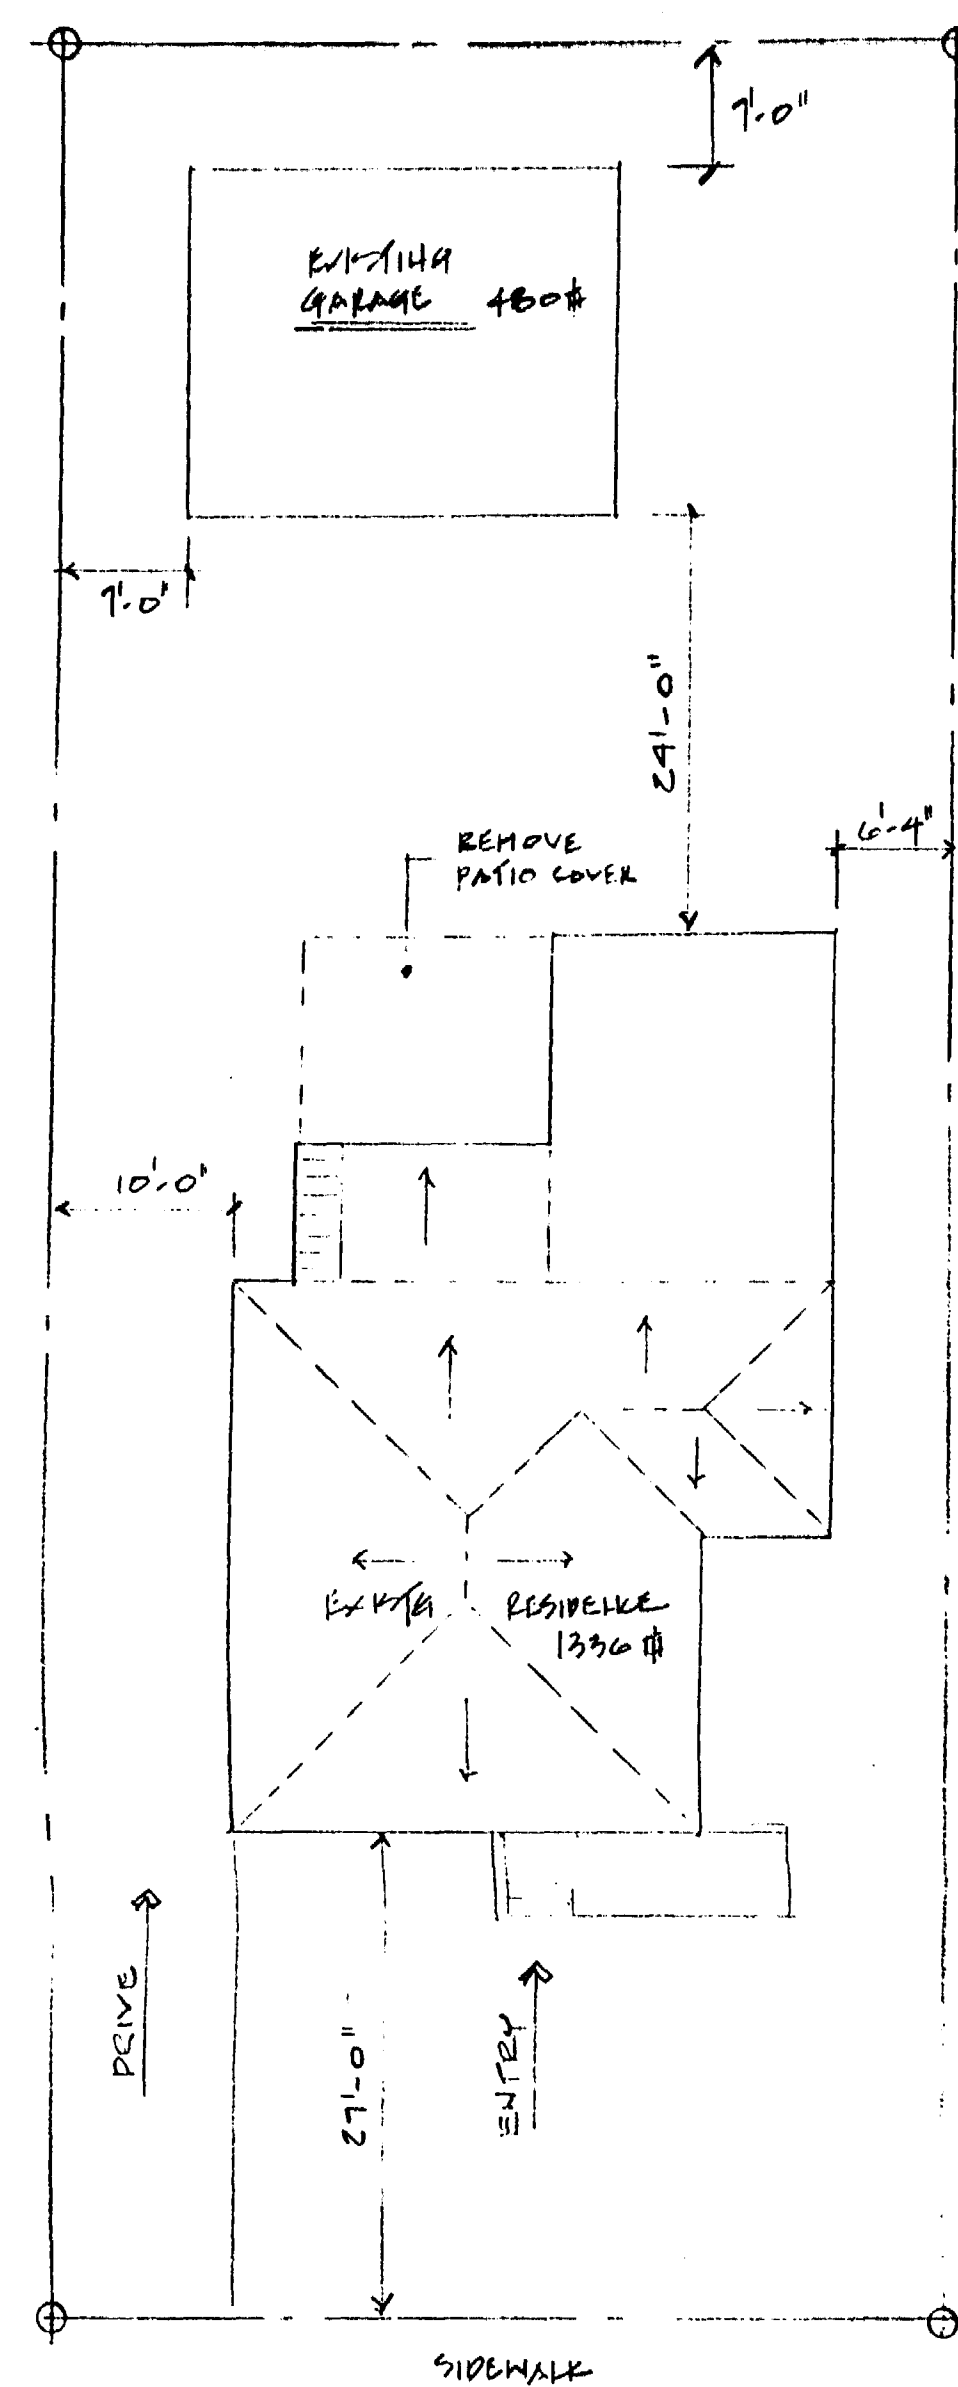 7'-0"
EXISTING
GARAGE 480⌗
7'-0"
24'-0"
6'-4"
REMOVE
PATIO COVER
10'-0"
EXIST'G RESIDENCE
1336⌗
DRIVE
27'-0"
ENTRY
SIDEWALK